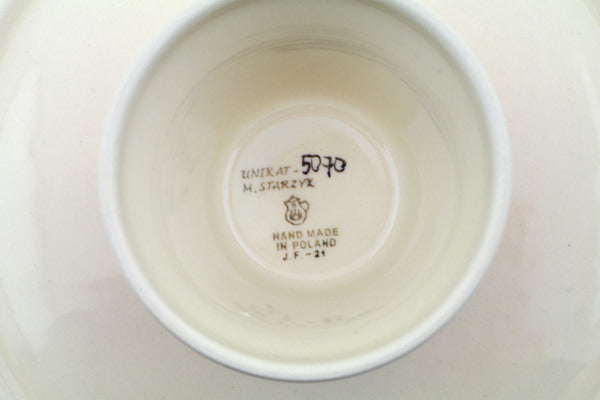 UNIKAT - 5070
M. STARZYK
HAND MADE
IN POLAND
J.F - 21